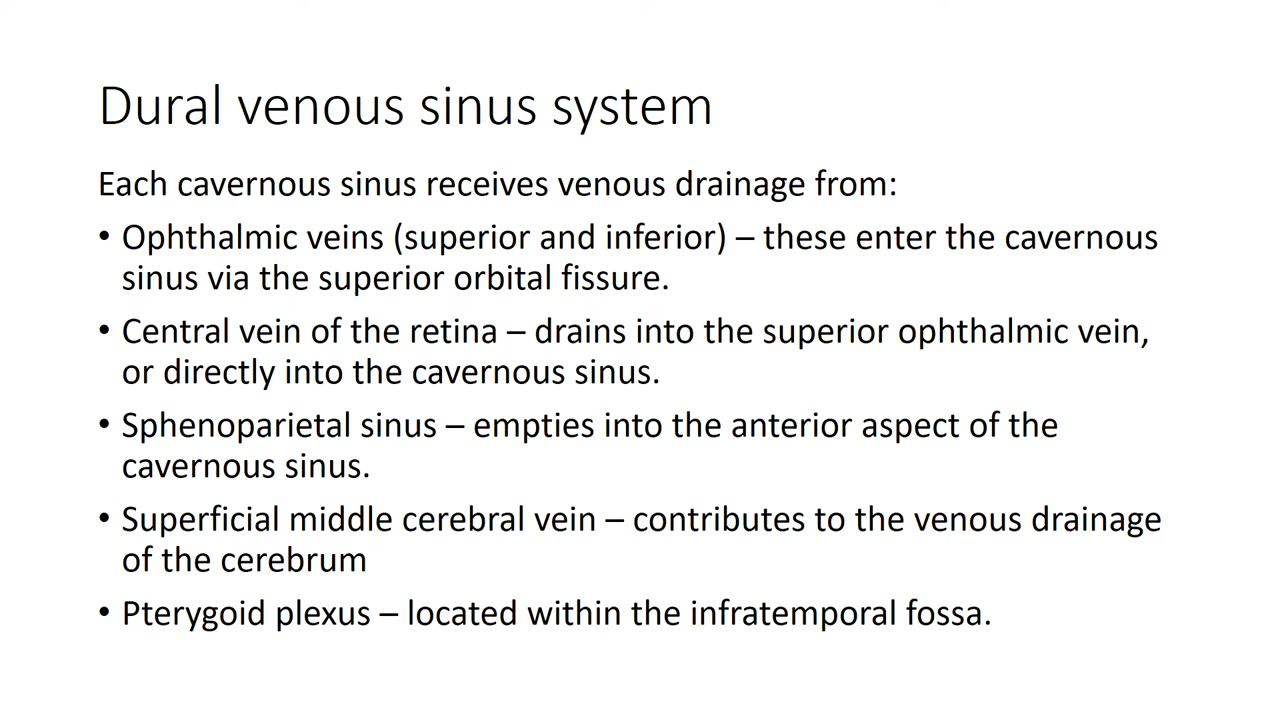 Dural venous sinus system
Each cavernous sinus receives venous drainage from:
• Ophthalmic veins (superior and inferior) – these enter the cavernous
sinus via the superior orbital fissure.
• Central vein of the retina – drains into the superior ophthalmic vein,
or directly into the cavernous sinus.
• Sphenoparietal sinus – empties into the anterior aspect of the
cavernous sinus.
• Superficial middle cerebral vein – contributes to the venous drainage
of the cerebrum
• Pterygoid plexus – located within the infratemporal fossa.